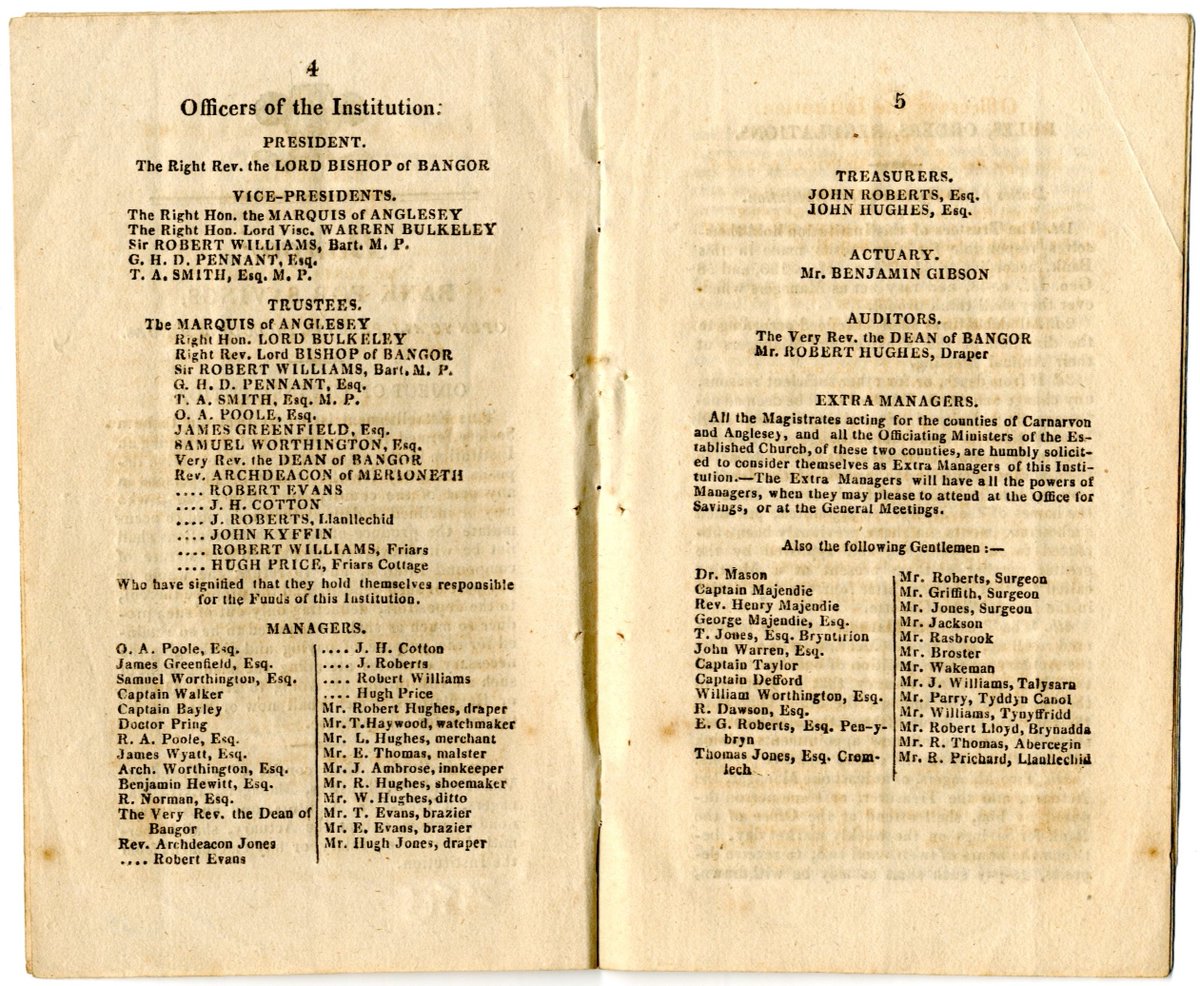 4
Officers of the Institution.
PRESIDENT.
The Right Rev. the LORD BISHOP of BANGOR
VICE-PRESIDENTS.
The Right Hon. the MARQUIS of ANGLESEY
The Right Hon. Lord Visc. WARREN BULKELEY
Sir ROBERT WILLIAMS, Bart. M. P.
G. H. D. PENNANT, Esq.
T. A. SMITH, Esq. M. P.
TRUSTEES.
The MARQUIS of ANGLESEY
Right Hon. LORD BULKELEY
Right Rev. Lord BISHOP of BANGOR
Sir ROBERT WILLIAMS, Bart. M. P.
G. H. D. PENNANT, Esq.
T. A. SMITH, Esq. M. P.
O. A. POOLE, Esq.
JAMES GREENFIELD, Esq.
SAMUEL WORTHINGTON, Esq.
Very Rev. the DEAN of BANGOR
Rev. ARCHDEACON of MERIONETH
.... ROBERT EVANS
.... J. H. COTTON
.... J. ROBERTS, Llanllechid
.... JOHN KYFFIN
.... ROBERT WILLIAMS, Friars
.... HUGH PRICE, Friars Cottage
Who have signified that they hold themselves responsible
for the Funds of this Institution.
MANAGERS.
O. A. Poole, Esq.
James Greenfield, Esq.
Samuel Worthington, Esq.
Captain Walker
Captain Bayley
Doctor Pring
R. A. Poole, Esq.
James Wyatt, Esq.
Arch. Worthington, Esq.
Benjamin Hewitt, Esq.
R. Norman, Esq.
The Very Rev. the Dean of
Bangor
Rev. Archdeacon Jones
.... Robert Evans
.... J. H. Cotton
.... J. Roberts
.... Robert Williams
.... Hugh Price
Mr. Robert Hughes, draper
Mr. T. Haywood, watchmaker
Mr. L. Hughes, merchant
Mr. E. Thomas, malster
Mr. J. Ambrose, innkeeper
Mr. R. Hughes, shoemaker
Mr. W. Hughes, ditto
Mr. T. Evans, brazier
Mr. E. Evans, brazier
Mr. Hugh Jones, draper
5
TREASURERS.
JOHN ROBERTS, Esq.
JOHN HUGHES, Esq.
ACTUARY.
Mr. BENJAMIN GIBSON
AUDITORS.
The Very Rev. the DEAN of BANGOR
Mr. ROBERT HUGHES, Draper
EXTRA MANAGERS.
All the Magistrates acting for the counties of Carnarvon
and Anglesey, and all the Officiating Ministers of the Es-
tablished Church, of these two counties, are humbly solicit-
ed to consider themselves as Extra Managers of this Insti-
tution.—The Extra Managers will have all the powers of
Managers, when they may please to attend at the Office for
Savings, or at the General Meetings.
Also the following Gentlemen :—
Dr. Mason
Captain Majendie
Rev. Henry Majendie
George Majendie, Esq.
T. Jones, Esq. Bryntirion
John Warren, Esq.
Captain Taylor
Captain Defford
William Worthington, Esq.
R. Dawson, Esq.
E. G. Roberts, Esq. Pen-y-
bryn
Thomas Jones, Esq. Crom-
lech
Mr. Roberts, Surgeon
Mr. Griffith, Surgeon
Mr. Jones, Surgeon
Mr. Jackson
Mr. Rasbrook
Mr. Broster
Mr. Wakeman
Mr. J. Williams, Talysarn
Mr. Parry, Tyddyn Canol
Mr. Williams, Tynyffridd
Mr. Robert Lloyd, Brynadda
Mr. R. Thomas, Abercegin
Mr. R. Prichard, Llanllechid